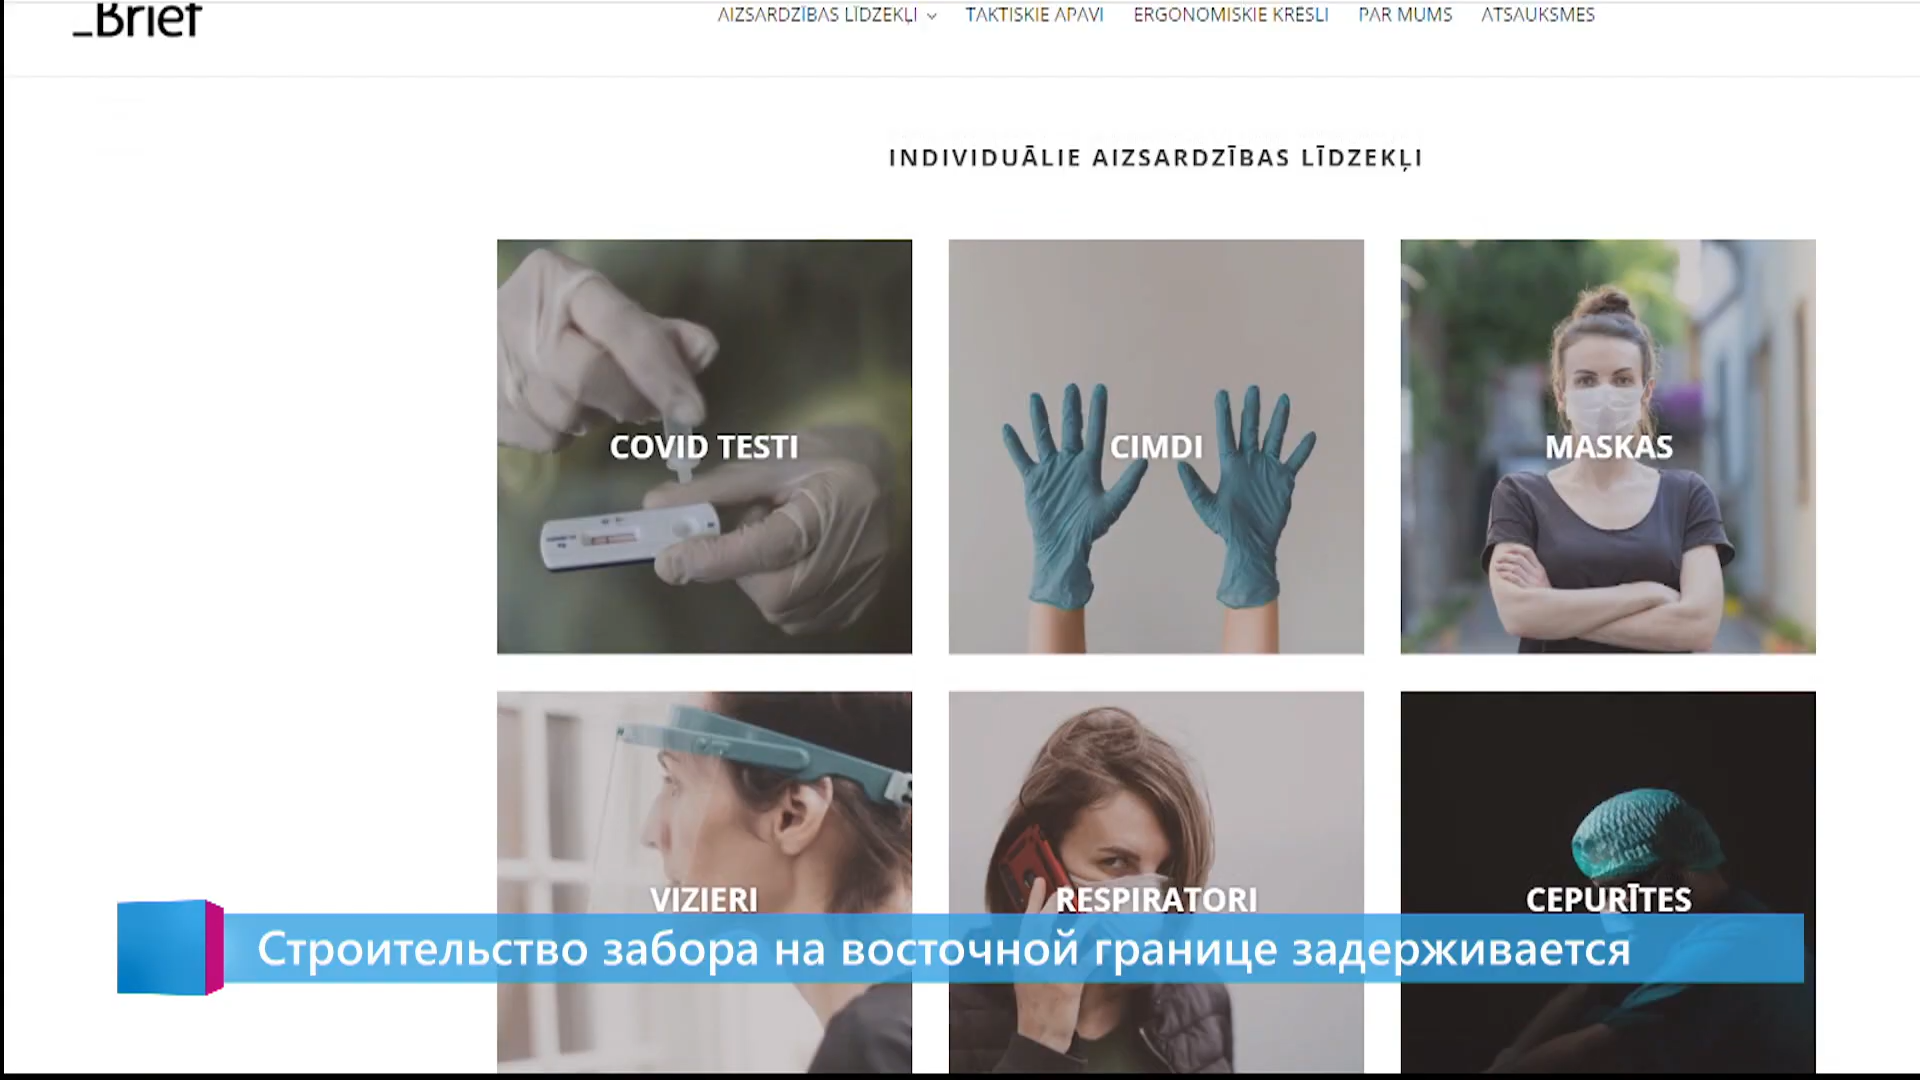 _Brief
AIZSARDZĪBAS LĪDZEKĻI TAKTISKIE APAVI ERGONOMISKIE KRĒSLI PAR MUMS ATSAUKSMES
INDIVIDUĀLIE AIZSARDZĪBAS LĪDZEKĻI
COVID TESTI CIMDI MASKAS
VIZIERI RESPIRATORI CEPURĪTES
Строительство забора на восточной границе задерживается